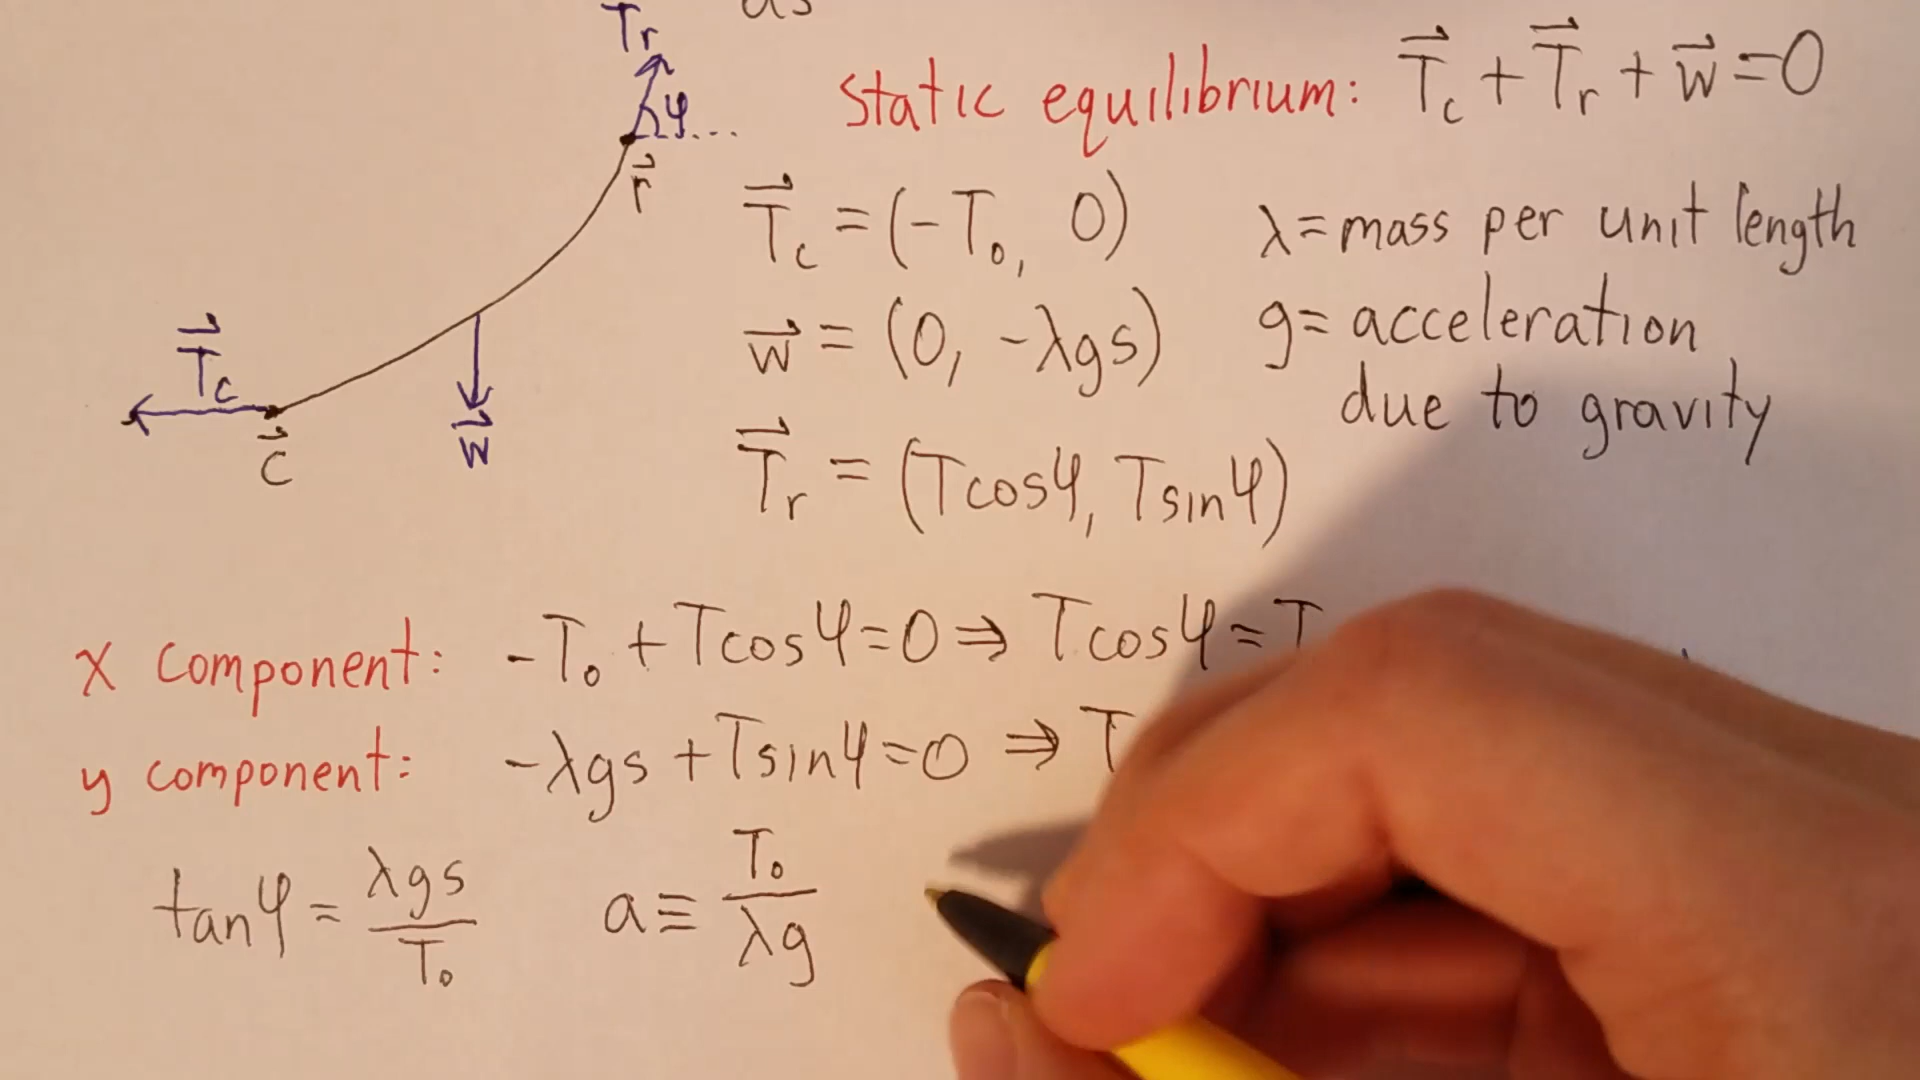 ds
Tr
φ
r⃗
T⃗c
c⃗
w⃗
static equilibrium: T⃗c + T⃗r + w⃗ = 0
T⃗c = (-T₀, 0)
λ = mass per unit length
w⃗ = (0, -λgs)
g = acceleration
due to gravity
T⃗r = (Tcosφ, Tsinφ)
x component: -T₀ + Tcosφ = 0 ⇒ Tcosφ = T
y component: -λgs + Tsinφ = 0 ⇒ T
tanφ = λgs / T₀
a ≡ T₀ / λg